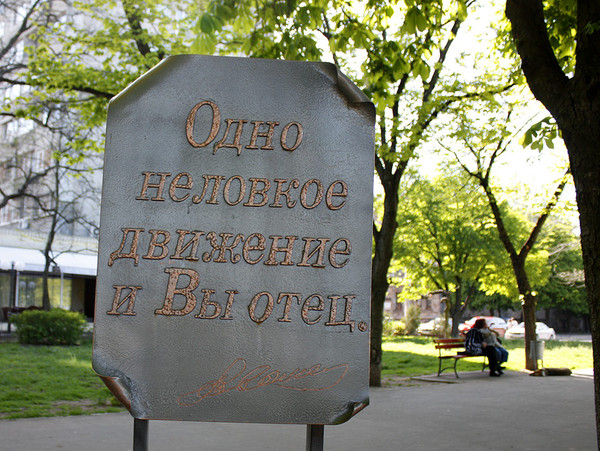 Одно
неловкое
движение
и Вы отец.